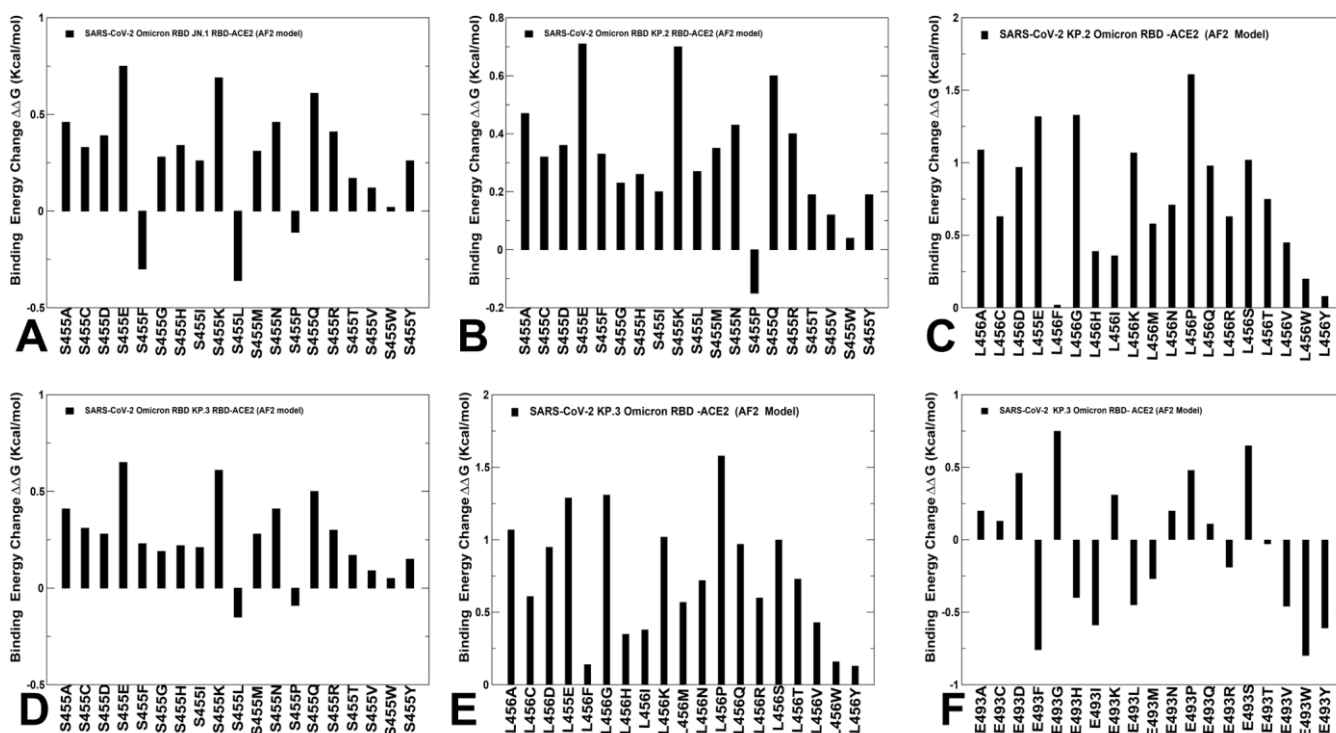 SARS-CoV-2 Omicron RBD JN.1 RBD-ACE2 (AF2 model)
Binding Energy Change ΔΔG (Kcal/mol)
1
0.5
0
-0.5
S455A S455C S455D S455E S455F S455G S455H S455I S455K S455L S455M S455N S455P S455Q S455R S455T S455V S455W S455Y
A
SARS-CoV-2 Omicron RBD KP.2 RBD-ACE2 (AF2 model)
Binding Energy Change ΔΔG (Kcal/mol)
0.8
0.6
0.4
0.2
0
-0.2
S455A S455C S455D S455E S455F S455G S455H S455I S455K S455L S455M S455N S455P S455Q S455R S455T S455V S455W S455Y
B
SARS-CoV-2 KP.2 Omicron RBD -ACE2 (AF2 Model)
Binding Energy Change ΔΔG (Kcal/mol)
2
1.5
1
0.5
0
L456A L456C L456D L455E L456F L456G L456H L456I L456K L456M L456N L456P L456Q L456R L456S L456T L456V L456W L456Y
C
SARS-CoV-2 Omicron RBD KP.3 RBD-ACE2 (AF2 model)
Binding Energy Change ΔΔG (Kcal/mol)
1
0.5
0
-0.5
S455A S455C S455D S455E S455F S455G S455H S455I S455K S455L S455M S455N S455P S455Q S455R S455T S455V S455W S455Y
D
SARS-CoV-2 KP.3 Omicron RBD -ACE2 (AF2 Model)
Binding Energy Change ΔΔG (Kcal/mol)
2
1.5
1
0.5
0
L456A L456C L456D L455E L456F L456G L456H L456I L456K L456M L456N L456P L456Q L456R L456S L456T L456V L456W L456Y
E
SARS-CoV-2 KP.3 Omicron RBD- ACE2 (AF2 Model)
Binding Energy Change ΔΔG (Kcal/mol)
1
0.5
0
-0.5
-1
E493A E493C E493D E493F E493G E493H E493I E493K E493L E493M E493N E493P E493Q E493R E493S E493T E493V E493W E493Y
F